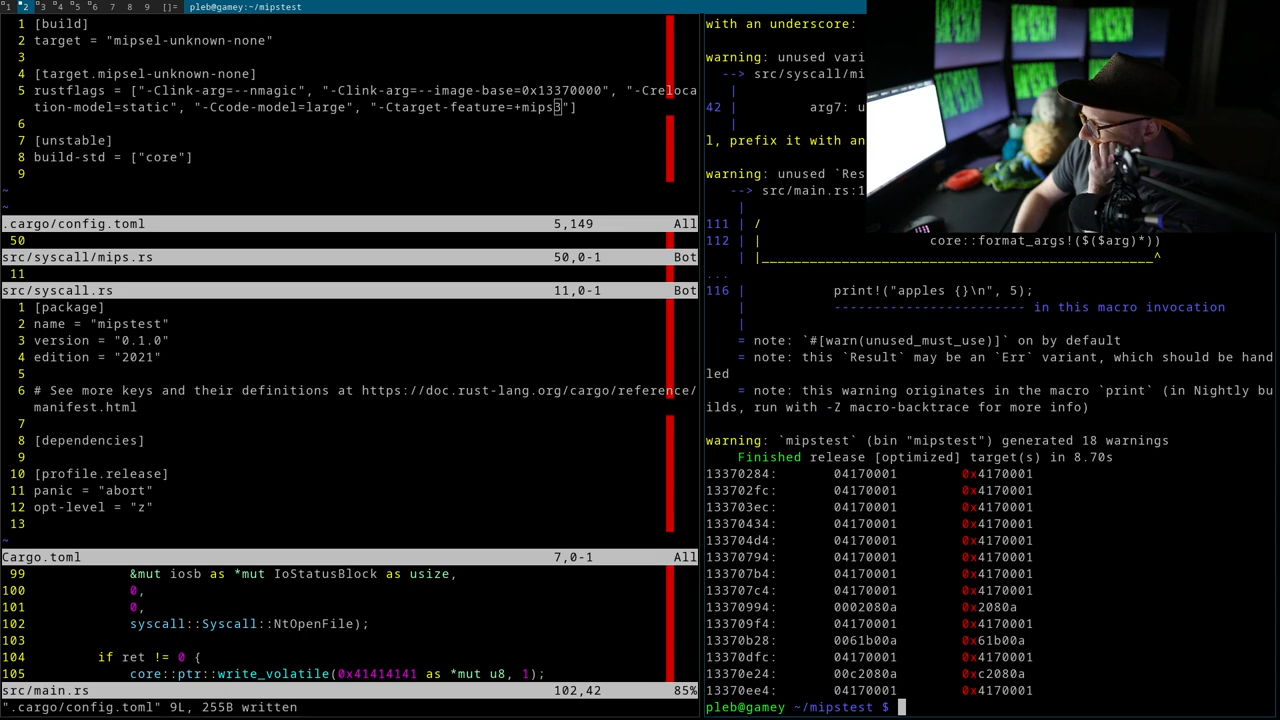 1 2 3 4 5 6 7 8 9 []= pleb@gamey:~/mipstest
1 [build]
2 target = "mipsel-unknown-none"
3
4 [target.mipsel-unknown-none]
5 rustflags = ["-Clink-arg=--nmagic", "-Clink-arg=--image-base=0x13370000", "-Creloca
tion-model=static", "-Ccode-model=large", "-Ctarget-feature=+mips3"]
6
7 [unstable]
8 build-std = ["core"]
9
~
~
.cargo/config.toml 5,149 All
50
src/syscall/mips.rs 50,0-1 Bot
11
src/syscall.rs 11,0-1 Bot
1 [package]
2 name = "mipstest"
3 version = "0.1.0"
4 edition = "2021"
5
6 # See more keys and their definitions at https://doc.rust-lang.org/cargo/reference/
manifest.html
7
8 [dependencies]
9
10 [profile.release]
11 panic = "abort"
12 opt-level = "z"
13
~
Cargo.toml 7,0-1 All
99 &mut iosb as *mut IoStatusBlock as usize,
100 0,
101 0,
102 syscall::Syscall::NtOpenFile);
103
104 if ret != 0 {
105 core::ptr::write_volatile(0x41414141 as *mut u8, 1);
src/main.rs 102,42 85%
".cargo/config.toml" 9L, 255B written
with an underscore:
warning: unused vari
--> src/syscall/mi
|
42 | arg7: u
|
l, prefix it with an
warning: unused `Res
--> src/main.rs:1
|
111 | /
112 | | core::format_args!($($arg)*))
| |_____________________________________________________^
...
116 | print!("apples {}\n", 5);
| ------------------------ in this macro invocation
|
= note: `#[warn(unused_must_use)]` on by default
= note: this `Result` may be an `Err` variant, which should be hand
led
= note: this warning originates in the macro `print` (in Nightly bu
ilds, run with -Z macro-backtrace for more info)
warning: `mipstest` (bin "mipstest") generated 18 warnings
Finished release [optimized] target(s) in 8.70s
13370284: 04170001 0x4170001
133702fc: 04170001 0x4170001
133703ec: 04170001 0x4170001
13370434: 04170001 0x4170001
133704d4: 04170001 0x4170001
13370794: 04170001 0x4170001
133707b4: 04170001 0x4170001
133707c4: 04170001 0x4170001
13370994: 0002080a 0x2080a
133709f4: 04170001 0x4170001
13370b28: 0061b00a 0x61b00a
13370dfc: 04170001 0x4170001
13370e24: 00c2080a 0xc2080a
13370ee4: 04170001 0x4170001
pleb@gamey ~/mipstest $